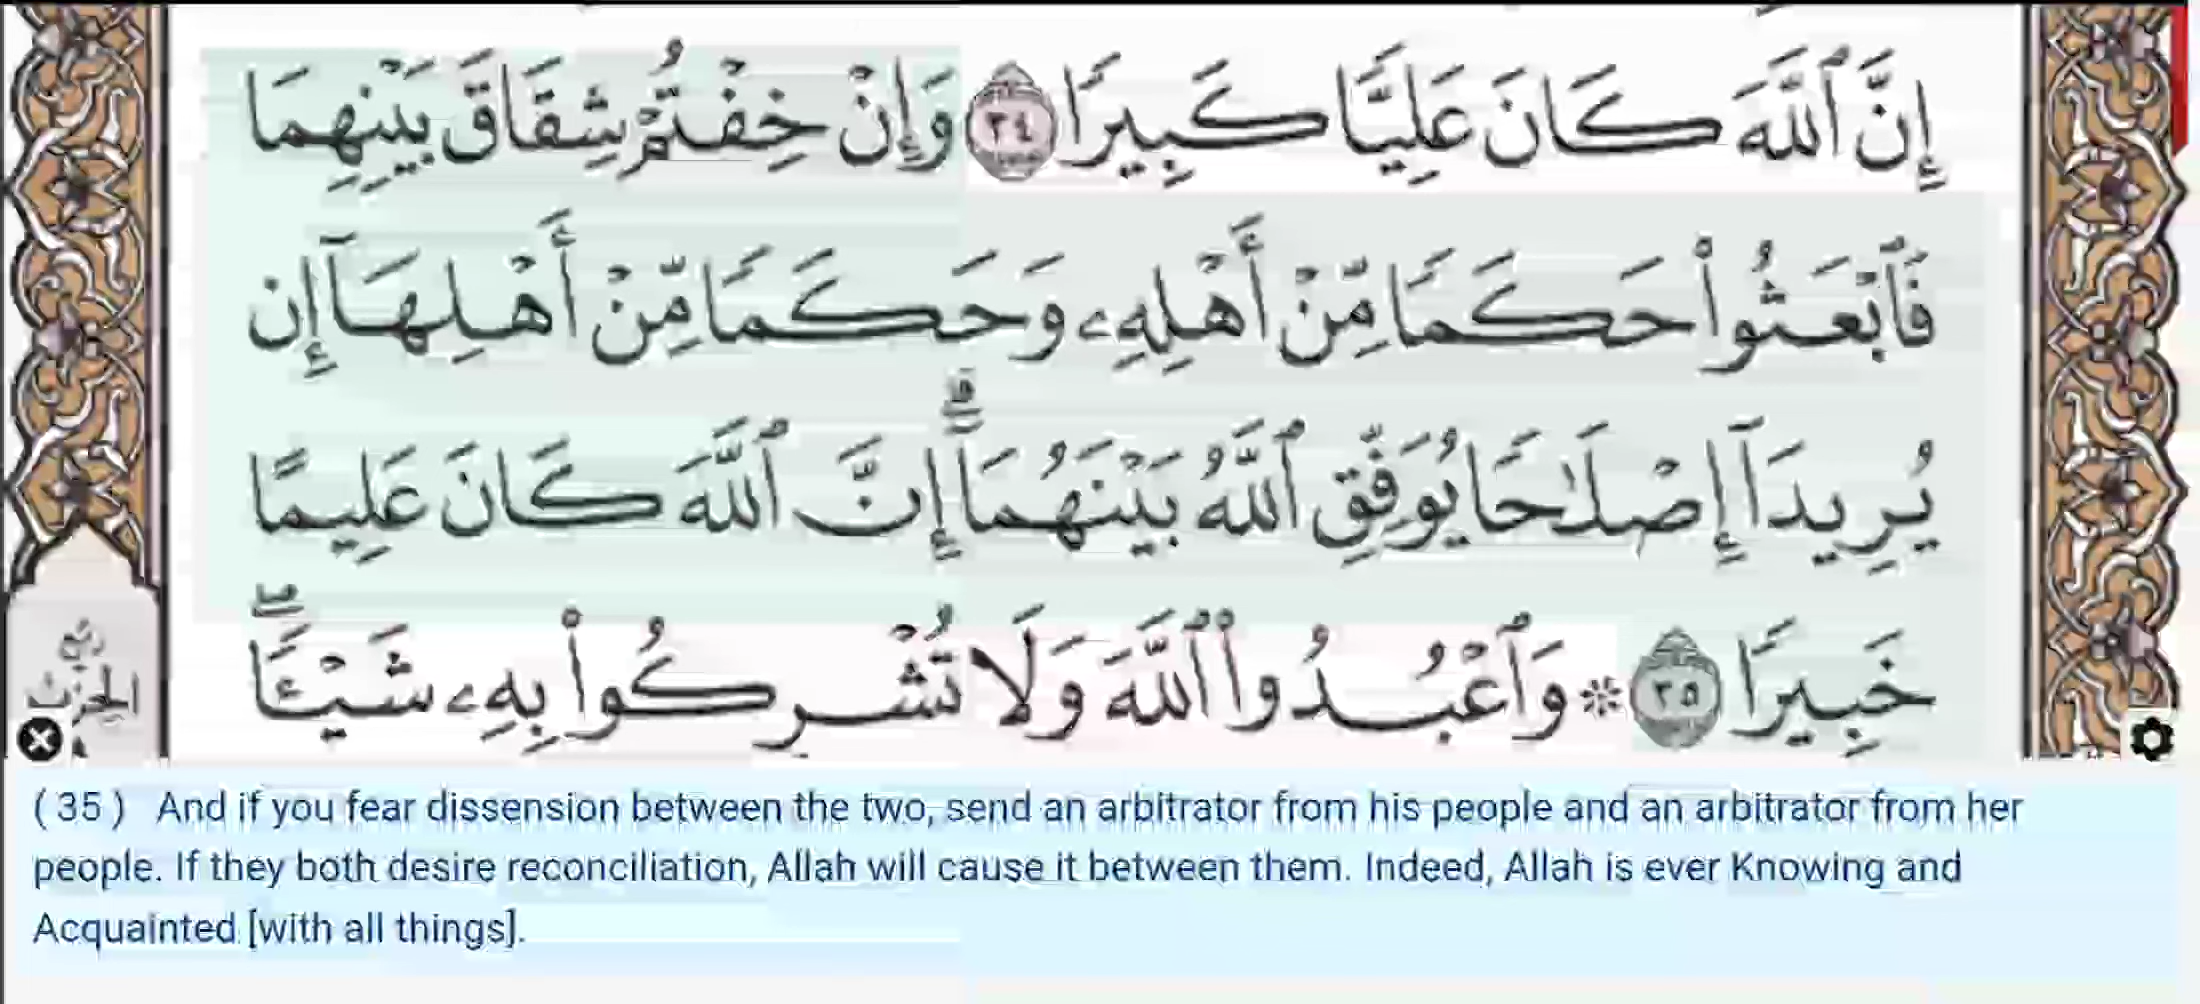 إِنَّ ٱللَّهَ كَانَ عَلِيًّا كَبِيرًا ٣٤ وَإِنْ خِفْتُمْ شِقَاقَ بَيْنِهِمَا
فَٱبْعَثُوا۟ حَكَمًا مِّنْ أَهْلِهِۦ وَحَكَمًا مِّنْ أَهْلِهَآ إِن
يُرِيدَآ إِصْلَٰحًا يُوَفِّقِ ٱللَّهُ بَيْنَهُمَآ ۗ إِنَّ ٱللَّهَ كَانَ عَلِيمًا
خَبِيرًا ٣٥ ۞ وَٱعْبُدُوا۟ ٱللَّهَ وَلَا تُشْرِكُوا۟ بِهِۦ شَيْـًٔا ۖ
ربع
الحزب
( 35 ) And if you fear dissension between the two, send an arbitrator from his people and an arbitrator from her
people. If they both desire reconciliation, Allah will cause it between them. Indeed, Allah is ever Knowing and
Acquainted [with all things].